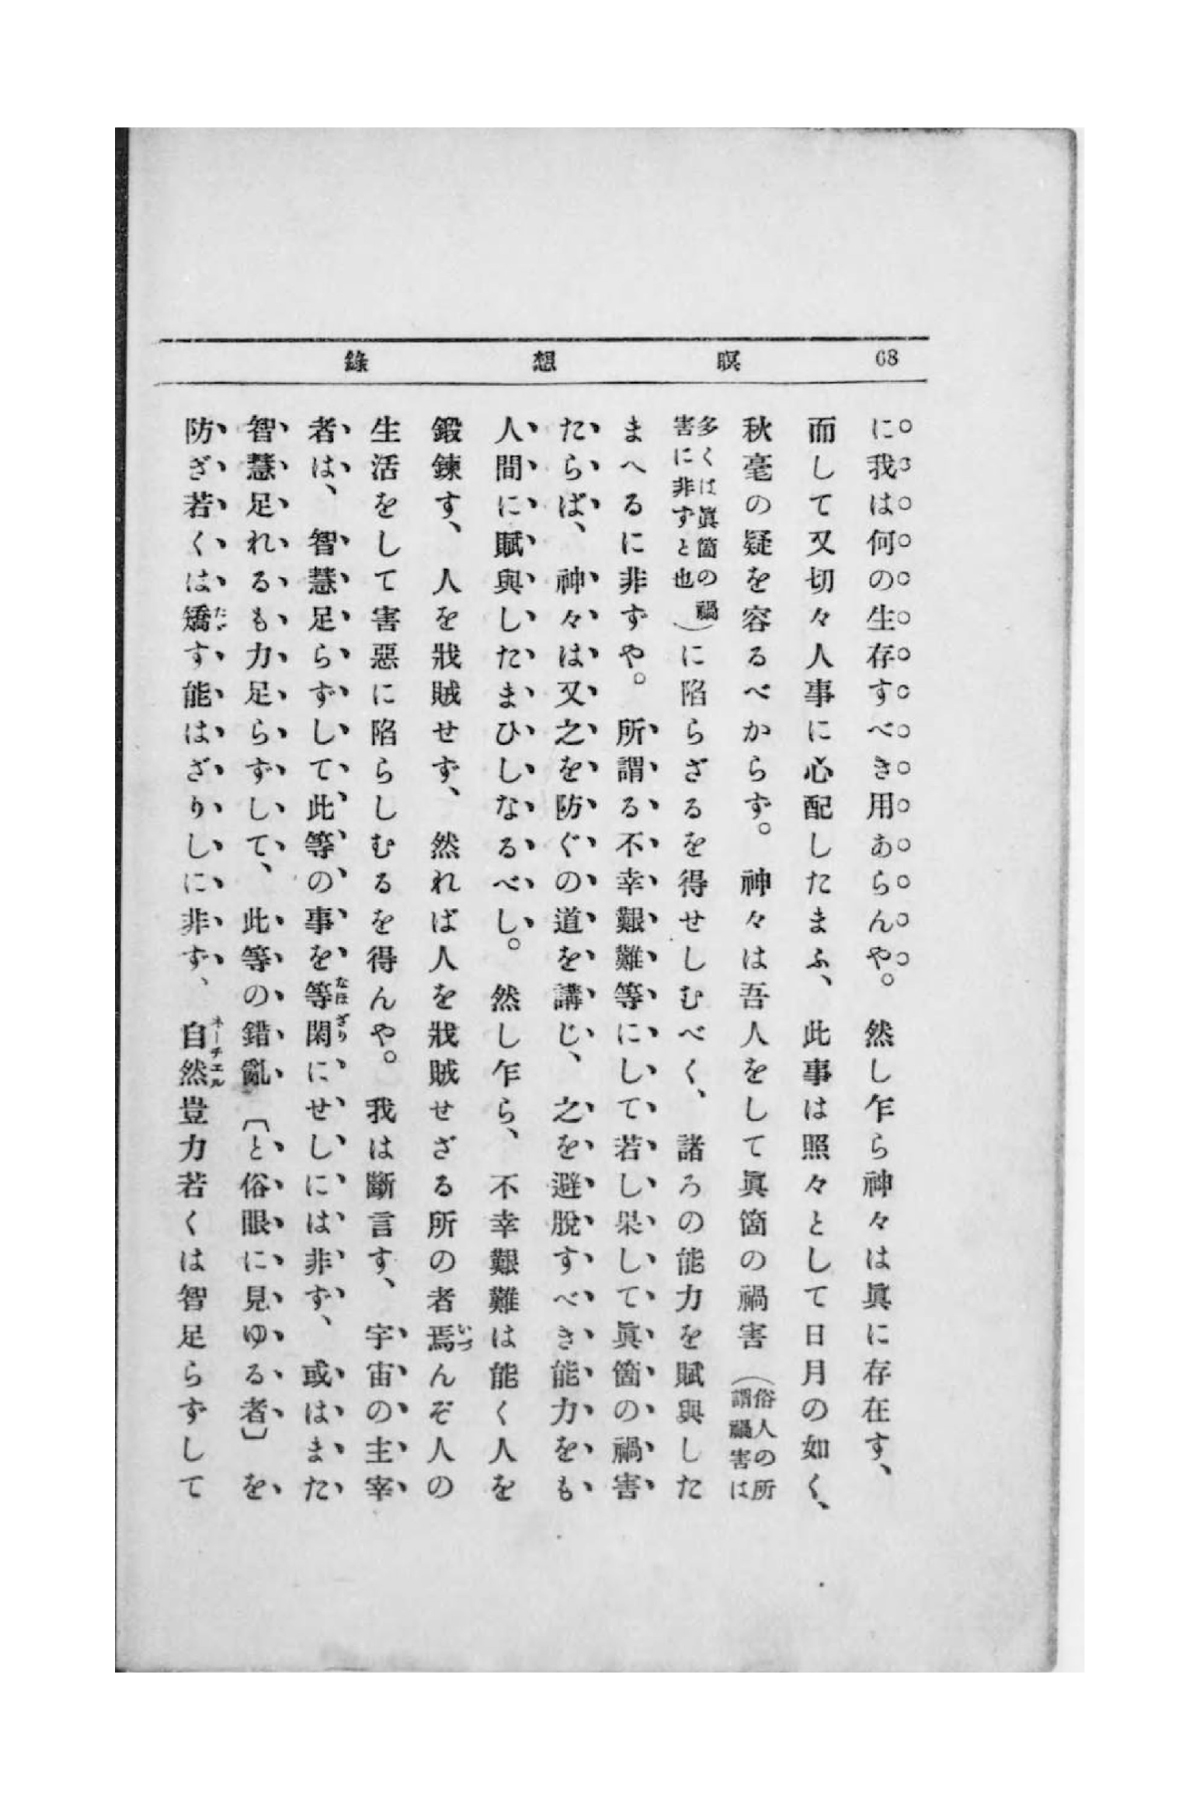 68 瞑想錄
に我は何の生存すべき用あらんや。然し乍ら神々は眞に存在す、
而して又切々人事に心配したまふ、此事は照々として日月の如く、
秋毫の疑を容るべからず。神々は吾人をして眞箇の禍害(俗人の所謂禍害は
多くは眞箇の禍害に非ずと也)に陷らざるを得せしむべく、諸ろの能力を賦與した
まへるに非ずや。所謂る不幸艱難等にして若し果して眞箇の禍害
たらば、神々は又之を防ぐの道を講じ、之を避脫すべき能力をも
人間に賦與したまひしなるべし。然し乍ら、不幸艱難は能く人を
鍛鍊す、人を戕賊せず、然れば人を戕賊せざる所の者焉んぞ人の
生活をして害惡に陷らしむるを得んや。我は斷言す、宇宙の主宰
者は、智慧足らずして此等の事を等閑にせしには非ず、或はまた
智慧足れるも力足らずして、此等の錯亂〔と俗眼に見ゆる者〕を
防ざ若くは矯す能はざりしに非ず、自然豈力若くは智足らずして